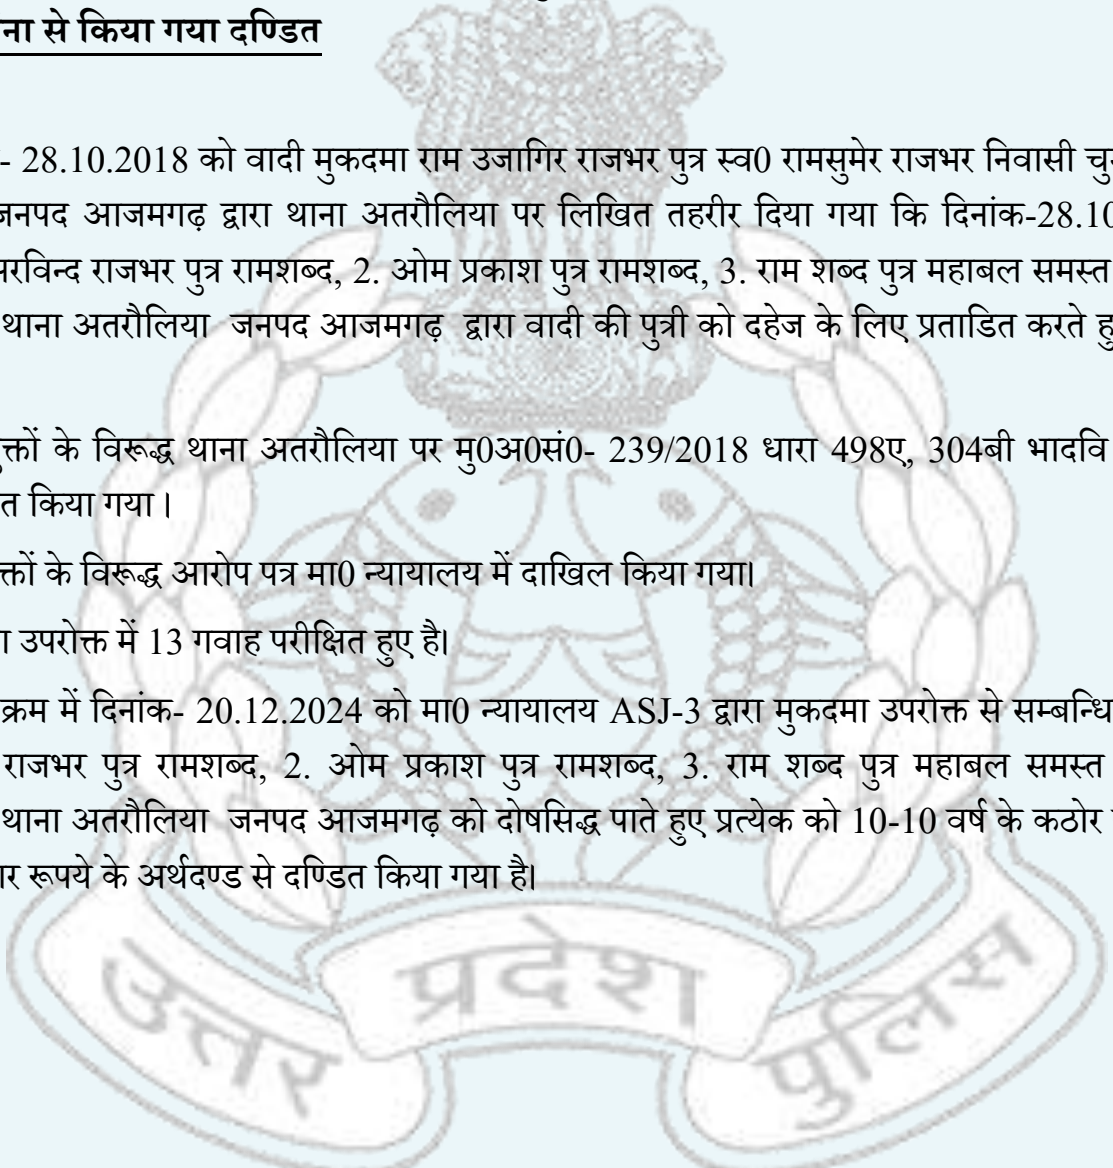 ना से किया गया दण्डित
- 28.10.2018 को वादी मुकदमा राम उजागिर राजभर पुत्र स्व0 रामसुमेर राजभर निवासी
जनपद आजमगढ़ द्वारा थाना अतरौलिया पर लिखित तहरीर दिया गया कि दिनांक-28.10
रविन्द राजभर पुत्र रामशब्द, 2. ओम प्रकाश पुत्र रामशब्द, 3. राम शब्द पुत्र महाबल समस्त
थाना अतरौलिया जनपद आजमगढ़ द्वारा वादी की पुत्री को दहेज के लिए प्रताडित करते हु
क्तों के विरूद्ध थाना अतरौलिया पर मु0अ0सं0- 239/2018 धारा 498ए, 304बी भादवि
त किया गया।
क्तों के विरूद्ध आरोप पत्र मा0 न्यायालय में दाखिल किया गया।
ा उपरोक्त में 13 गवाह परीक्षित हुए है।
क्रम में दिनांक- 20.12.2024 को मा0 न्यायालय ASJ-3 द्वारा मुकदमा उपरोक्त से सम्बन्धि
राजभर पुत्र रामशब्द, 2. ओम प्रकाश पुत्र रामशब्द, 3. राम शब्द पुत्र महाबल समस्त
थाना अतरौलिया जनपद आजमगढ़ को दोषसिद्ध पाते हुए प्रत्येक को 10-10 वर्ष के कठोर
ार रूपये के अर्थदण्ड से दण्डित किया गया है।
उत्तर प्रदेश पुलिस